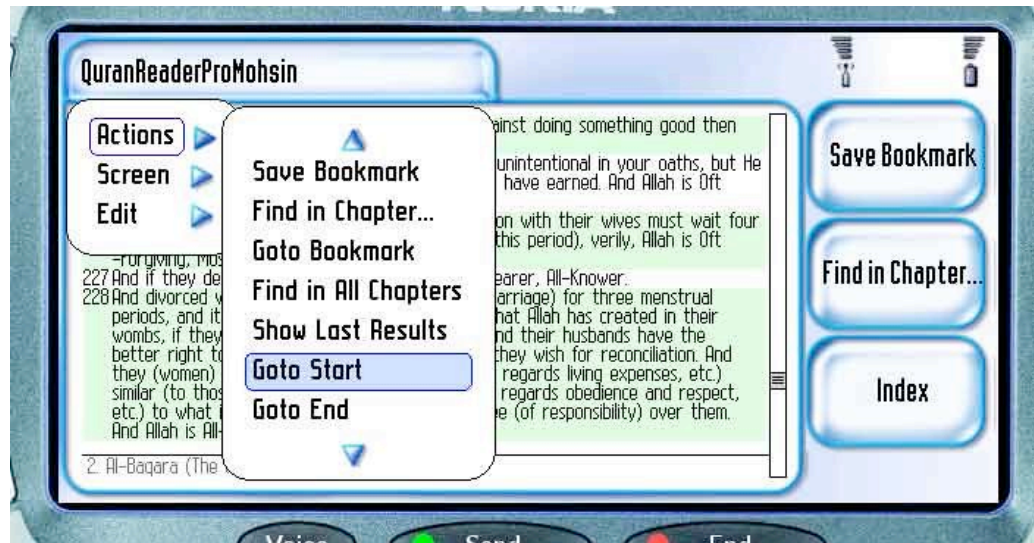 NOKIA
QuranReaderProMohsin
Actions
Screen
Edit
Save Bookmark
Find in Chapter...
Goto Bookmark
Find in All Chapters
Show Last Results
Goto Start
Goto End
ainst doing something good then
unintentional in your oaths, but He
have earned. And Allah is Oft
on with their wives must wait four
this period), verily, Allah is Oft
-Forgiving, Mos
227 And if they de
earer, All-Knower.
228 And divorced w
arriage) for three menstrual
periods, and it
hat Allah has created in their
wombs, if they
nd their husbands have the
better right to
they wish for reconciliation. And
they (women)
regards living expenses, etc.)
similar (to thos
regards obedience and respect,
etc.) to what i
e (of responsibility) over them.
And Allah is All-
2. Al-Baqara (The
Save Bookmark
Find in Chapter...
Index
Voice
Send
End